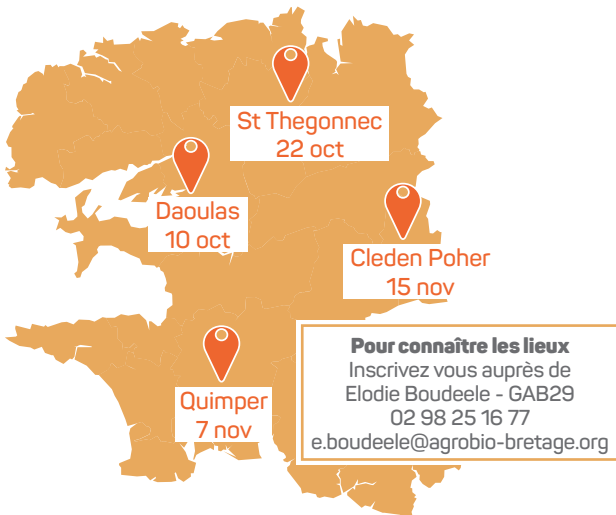 St Thegonnec
22 oct
Daoulas
10 oct
Cleden Poher
15 nov
Quimper
7 nov
Pour connaître les lieux
Inscrivez vous auprès de
Elodie Boudeele - GAB29
02 98 25 16 77
e.boudeele@agrobio-bretage.org